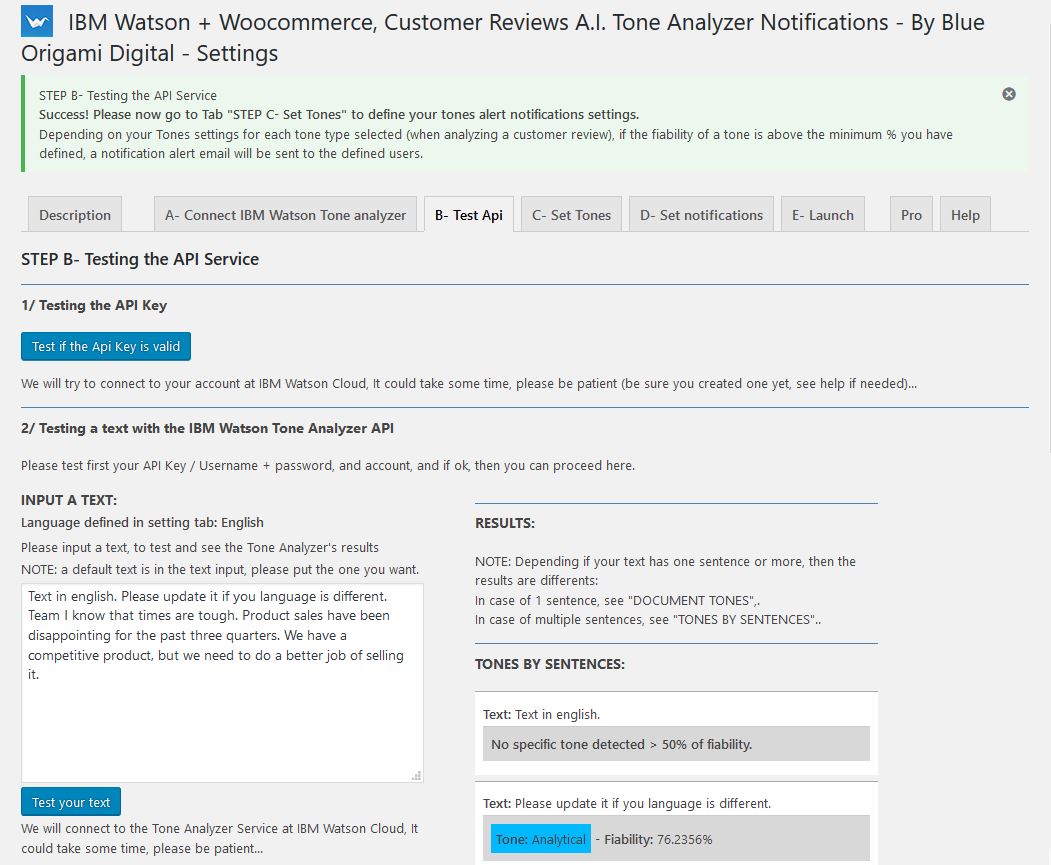 IBM Watson + Woocommerce, Customer Reviews A.I. Tone Analyzer Notifications - By Blue
Origami Digital - Settings
STEP B- Testing the API Service
Success! Please now go to Tab "STEP C- Set Tones" to define your tones alert notifications settings.
Depending on your Tones settings for each tone type selected (when analyzing a customer review), if the fiability of a tone is above the minimum % you have
defined, a notification alert email will be sent to the defined users.
Description
A- Connect IBM Watson Tone analyzer
B- Test Api
C- Set Tones
D- Set notifications
E- Launch
Pro
Help
STEP B- Testing the API Service
1/ Testing the API Key
Test if the Api Key is valid
We will try to connect to your account at IBM Watson Cloud, It could take some time, please be patient (be sure you created one yet, see help if needed)...
2/ Testing a text with the IBM Watson Tone Analyzer API
Please test first your API Key / Username + password, and account, and if ok, then you can proceed here.
INPUT A TEXT:
Language defined in setting tab: English
Please input a text, to test and see the Tone Analyzer's results
NOTE: a default text is in the text input, please put the one you want.
Text in english. Please update it if you language is different.
Team I know that times are tough. Product sales have been
disappointing for the past three quarters. We have a
competitive product, but we need to do a better job of selling
it.
Test your text
We will connect to the Tone Analyzer Service at IBM Watson Cloud, It
could take some time, please be patient...
RESULTS:
NOTE: Depending if your text has one sentence or more, then the
results are differents:
In case of 1 sentence, see "DOCUMENT TONES",.
In case of multiple sentences, see "TONES BY SENTENCES"..
TONES BY SENTENCES:
Text: Text in english.
No specific tone detected > 50% of fiability.
Text: Please update it if you language is different.
Tone: Analytical - Fiability: 76.2356%